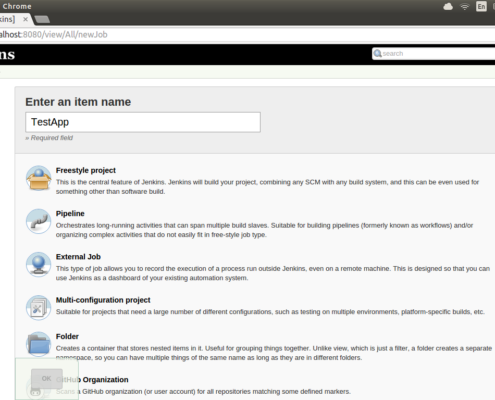 Chrome
En
kins]
alhost:8080/view/All/newJob
ns
search
Enter an item name
TestApp
» Required field
Freestyle project
This is the central feature of Jenkins. Jenkins will build your project, combining any SCM with any build system, and this can be even used for
something other than software build.
Pipeline
Orchestrates long-running activities that can span multiple build slaves. Suitable for building pipelines (formerly known as workflows) and/or
organizing complex activities that do not easily fit in free-style job type.
External Job
This type of job allows you to record the execution of a process run outside Jenkins, even on a remote machine. This is designed so that you can
use Jenkins as a dashboard of your existing automation system.
Multi-configuration project
Suitable for projects that need a large number of different configurations, such as testing on multiple environments, platform-specific builds, etc.
Folder
Creates a container that stores nested items in it. Useful for grouping things together. Unlike view, which is just a filter, a folder creates a separate
namespace, so you can have multiple things of the same name as long as they are in different folders.
OK
GitHub Organization
Scans a GitHub organization (or user account) for all repositories matching some defined markers.